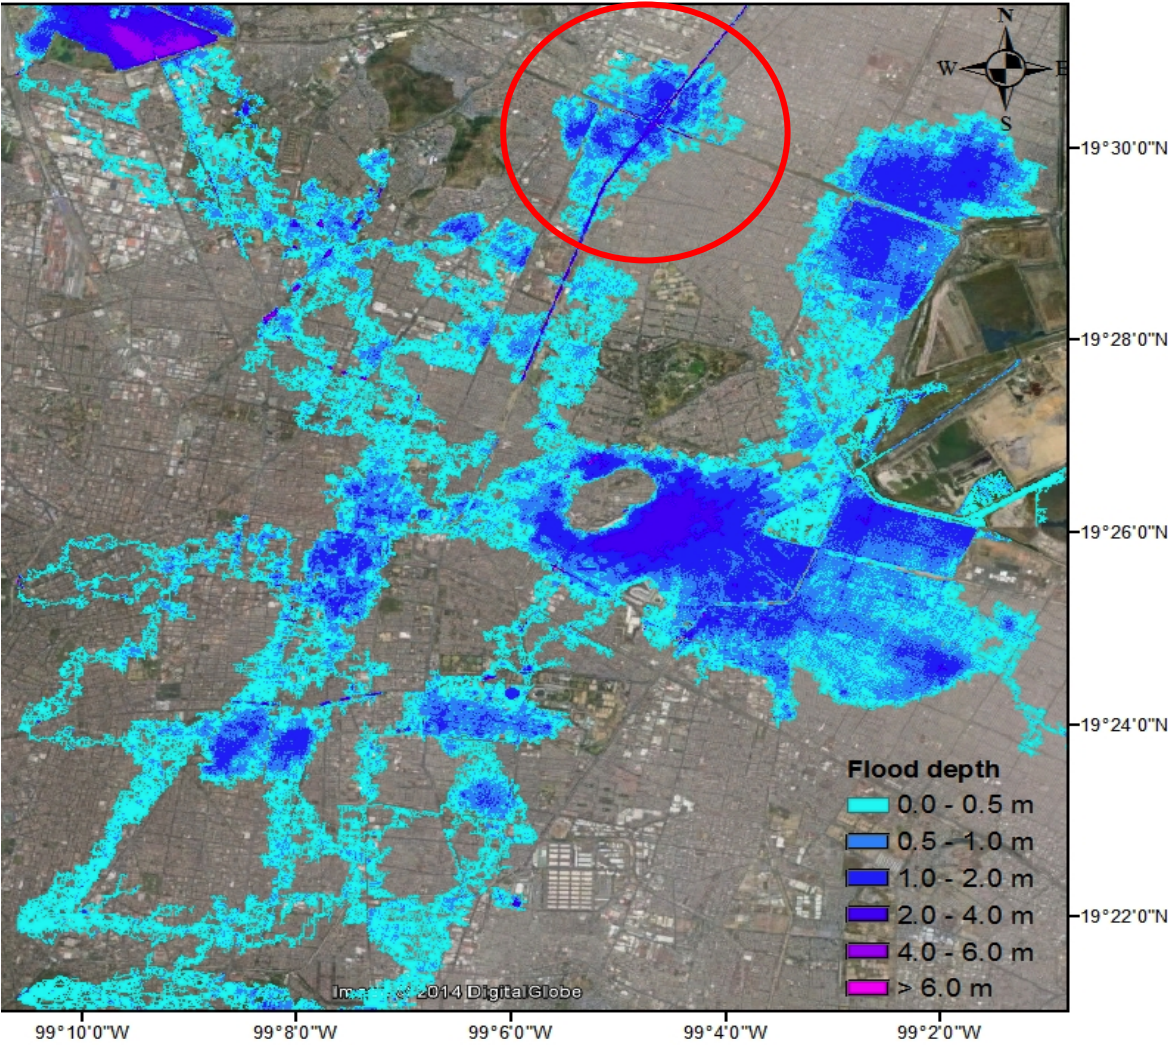 N
W E
S
19°30'0"N
19°28'0"N
19°26'0"N
19°24'0"N
19°22'0"N
Flood depth
0.0 - 0.5 m
0.5 - 1.0 m
1.0 - 2.0 m
2.0 - 4.0 m
4.0 - 6.0 m
> 6.0 m
2014 DigitalGlobe
99°10'0"W 99°8'0"W 99°6'0"W 99°4'0"W 99°2'0"W